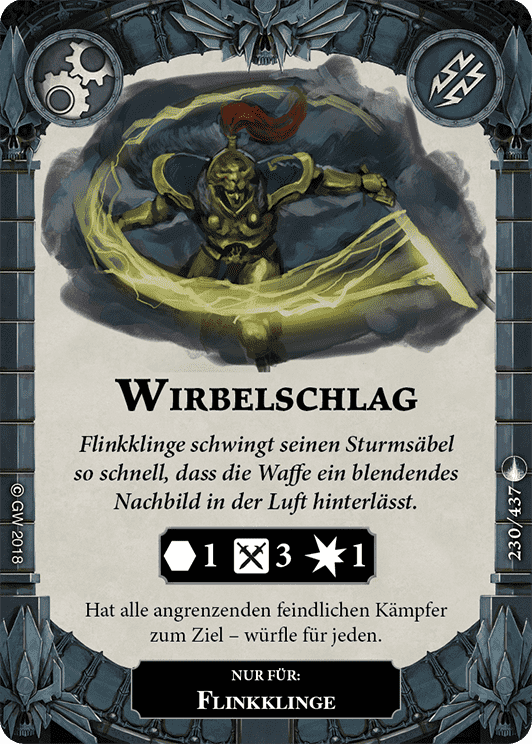 WIRBELSCHLAG
Flinkklinge schwingt seinen Sturmsäbel
so schnell, dass die Waffe ein blendendes
Nachbild in der Luft hinterlässt.
1 3 1
Hat alle angrenzenden feindlichen Kämpfer
zum Ziel – würfle für jeden.
NUR FÜR:
FLINKKLINGE
© GW 2018
230/437